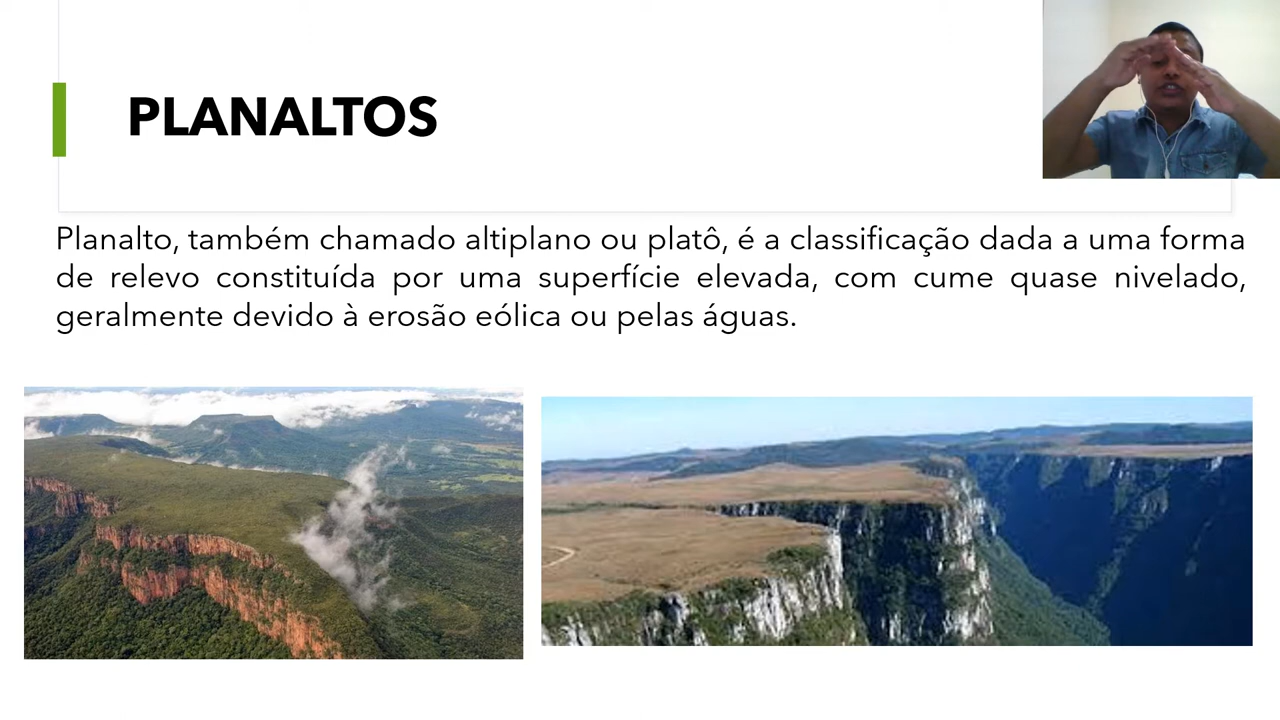 PLANALTOS
Planalto, também chamado altiplano ou platô, é a classificação dada a uma forma
de relevo constituída por uma superfície elevada, com cume quase nivelado,
geralmente devido à erosão eólica ou pelas águas.